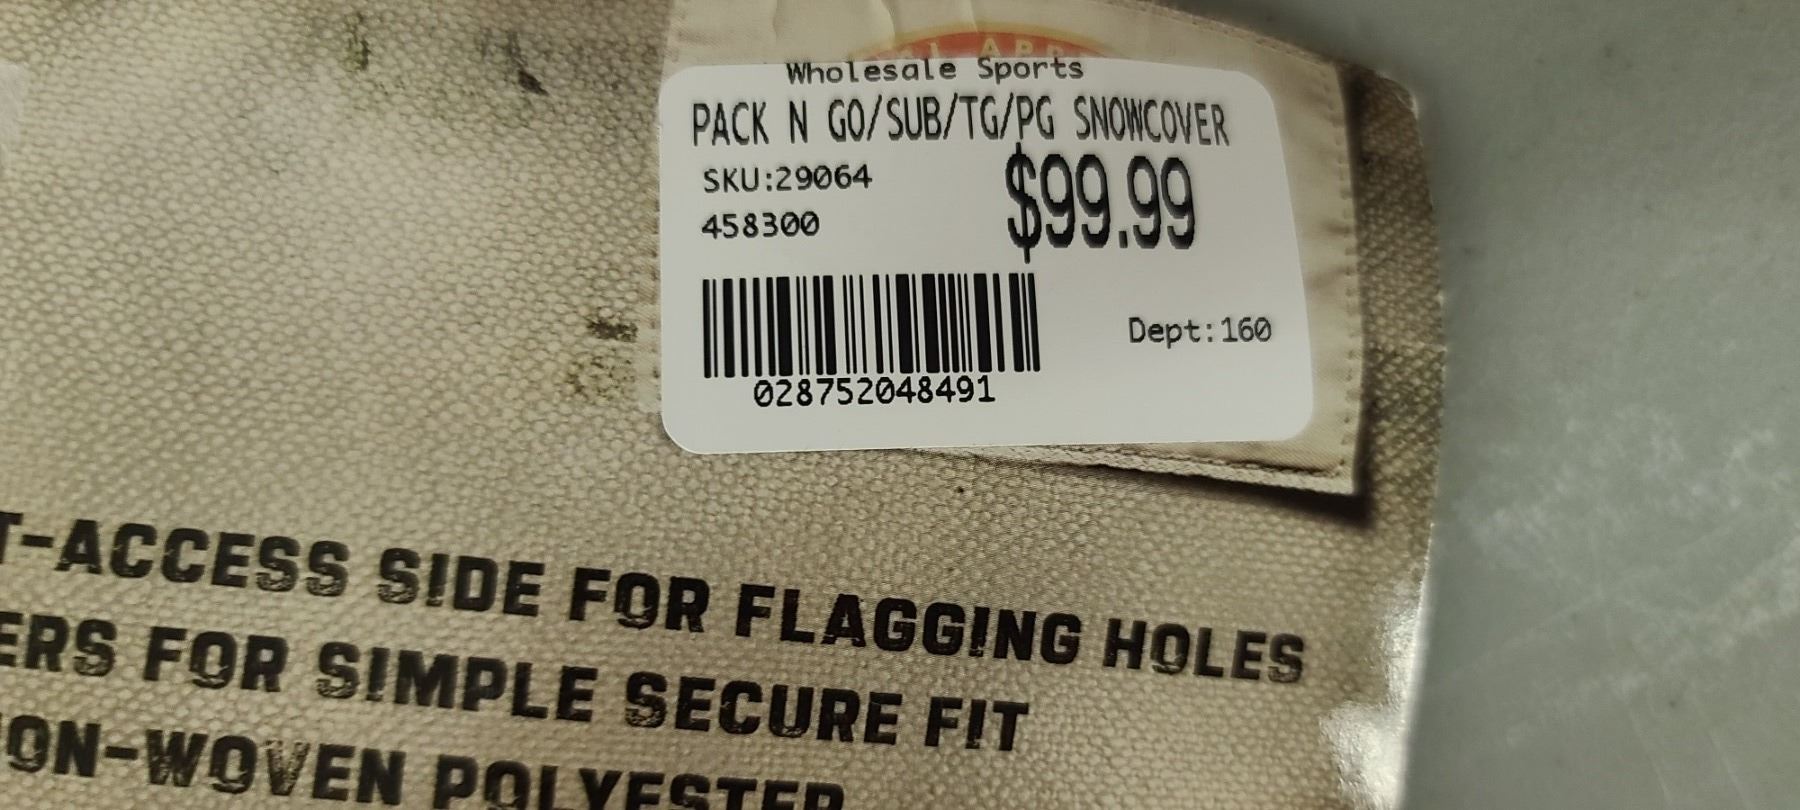 Wholesale Sports
PACK N GO/SUB/TG/PG SNOWCOVER
SKU:29064
$99.99
458300
Dept:160
028752048491
T-ACCESS SIDE FOR FLAGGING HOLES
ERS FOR SIMPLE SECURE FIT
ON-WOVEN POLYESTER